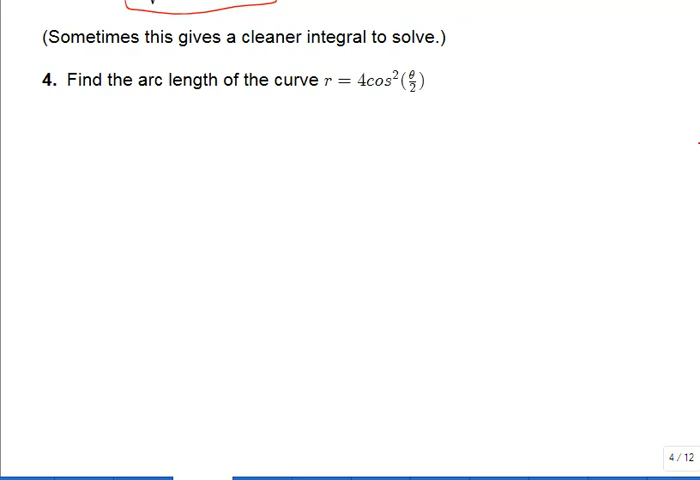 (Sometimes this gives a cleaner integral to solve.)
4. Find the arc length of the curve r = 4cos²(θ/2)
4 / 12